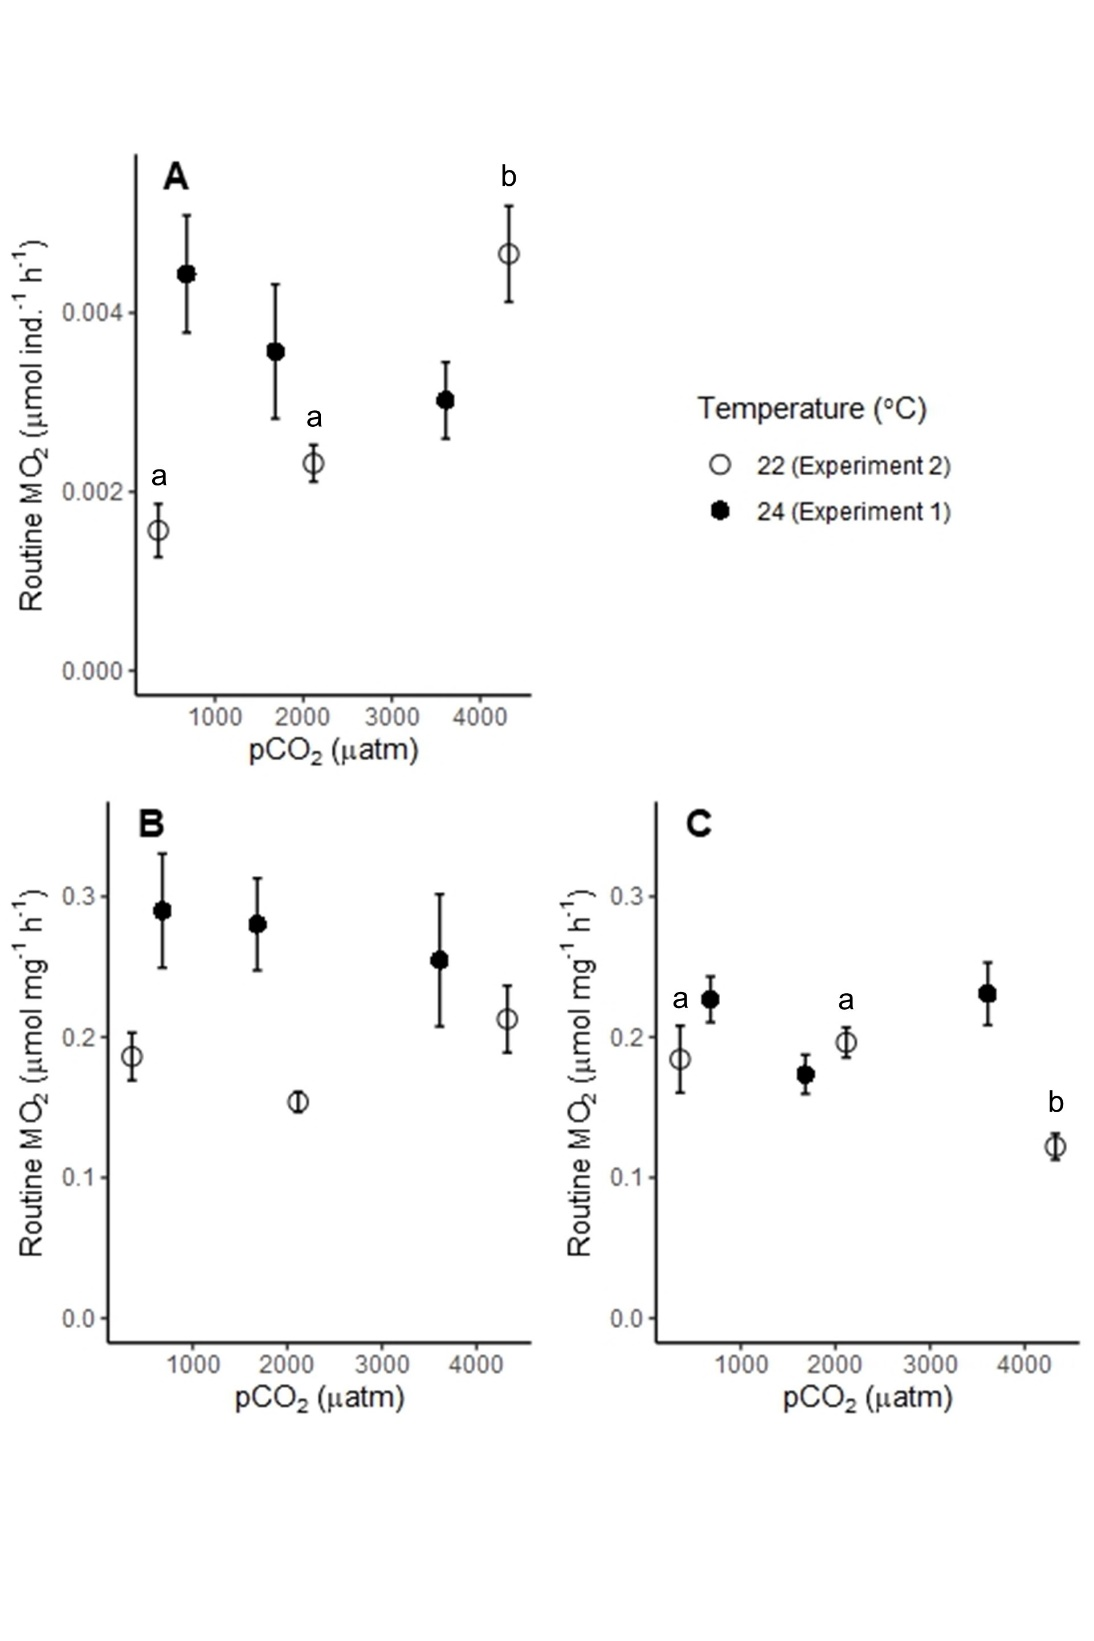 A
b
a
a
Routine MO2 (μmol ind.-1 h-1)
0.004
0.002
0.000
1000 2000 3000 4000
pCO2 (μatm)
Temperature (oC)
22 (Experiment 2)
24 (Experiment 1)
B
Routine MO2 (μmol mg-1 h-1)
0.3
0.2
0.1
0.0
1000 2000 3000 4000
pCO2 (μatm)
C
a
a
b
Routine MO2 (μmol mg-1 h-1)
0.3
0.2
0.1
0.0
1000 2000 3000 4000
pCO2 (μatm)